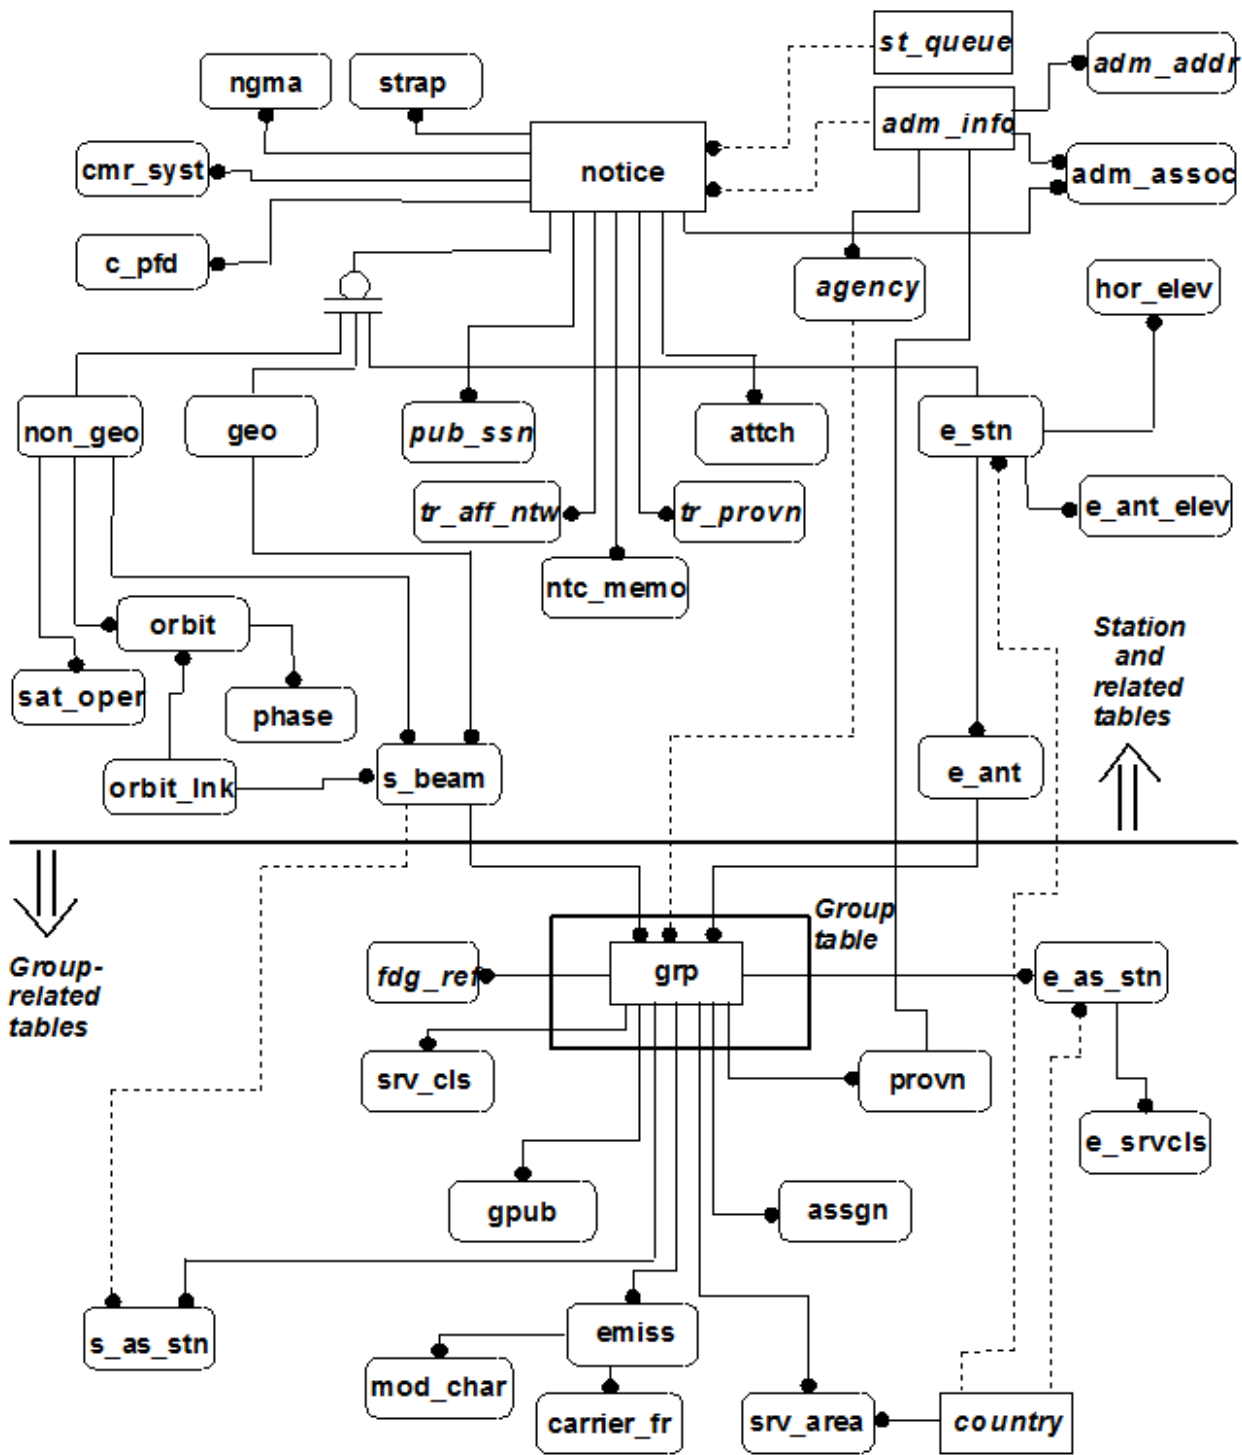 st_queue
adm_addr
ngma
strap
adm_info
notice
cmr_syst
adm_assoc
c_pfd
agency
hor_elev
non_geo
geo
pub_ssn
attch
e_stn
tr_aff_ntw
tr_provn
e_ant_elev
ntc_memo
orbit
Station
and
related
tables
sat_oper
phase
orbit_lnk
s_beam
e_ant
Group
table
Group-
related
tables
fdg_ref
grp
e_as_stn
srv_cls
provn
e_srvcls
gpub
assgn
s_as_stn
emiss
mod_char
carrier_fr
srv_area
country